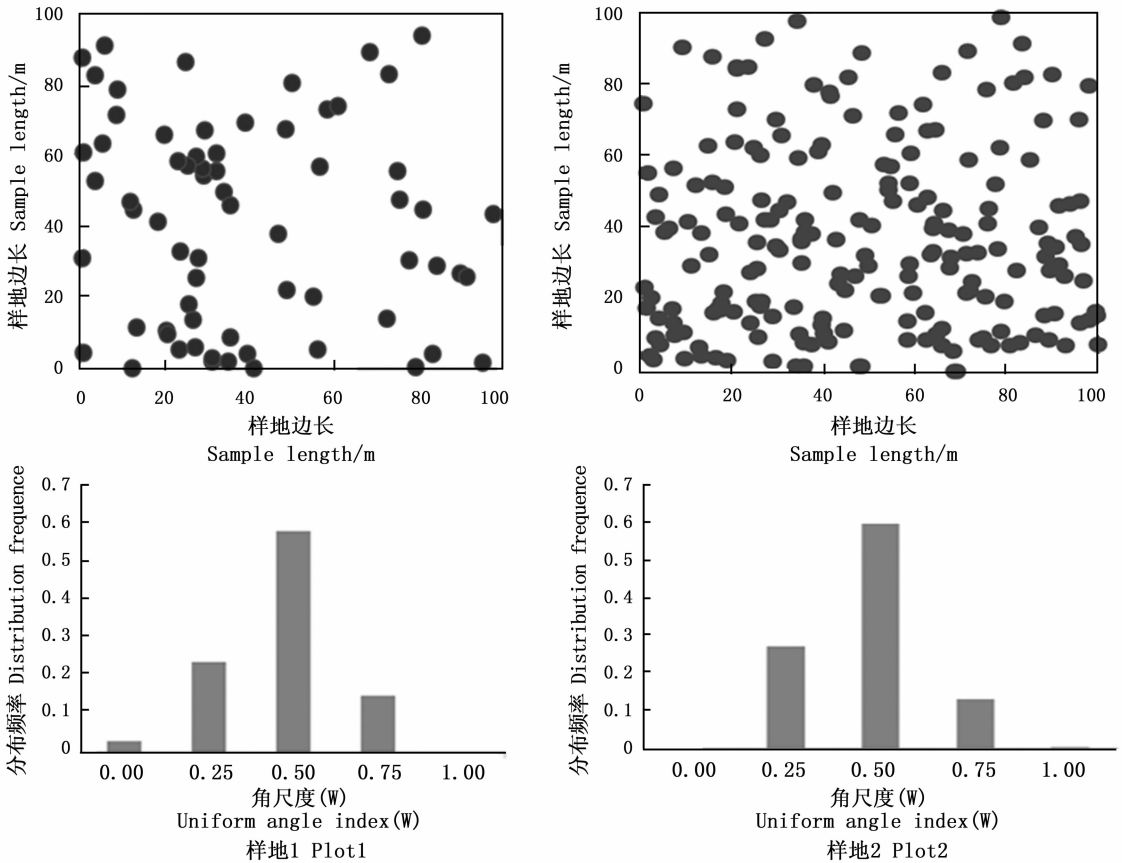 样地边长 Sample length/m
100
80
60
40
20
0
0 20 40 60 80 100
样地边长
Sample length/m
样地边长 Sample length/m
100
80
60
40
20
0
0 20 40 60 80 100
样地边长
Sample length/m
分布频率 Distribution frequence
0.7
0.6
0.5
0.4
0.3
0.2
0.1
0
0.00 0.25 0.50 0.75 1.00
角尺度(W)
Uniform angle index(W)
样地1 Plot1
分布频率 Distribution frequence
0.7
0.6
0.5
0.4
0.3
0.2
0.1
0
0.00 0.25 0.50 0.75 1.00
角尺度(W)
Uniform angle index(W)
样地2 Plot2